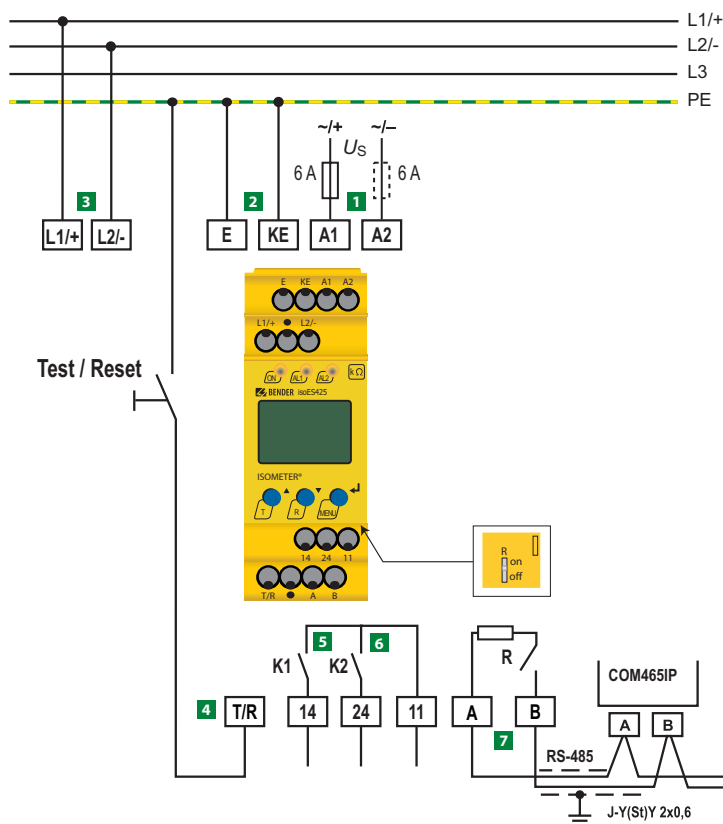 L1/+
L2/-
L3
PE
~/+ ~/–
US
6 A 6 A
3 2 1
L1/+ L2/- E KE A1 A2
E KE A1 A2
L1/+ L2/-
Test / Reset
ON AL1 AL2 kΩ
BENDER isoES425
ISOMETER®
T R MENU
14 24 11
T/R A B
R
on
off
5 6
K1 K2 R
COM465IP
4 T/R 14 24 11 A B
A B
7
RS-485
J-Y(St)Y 2x0,6